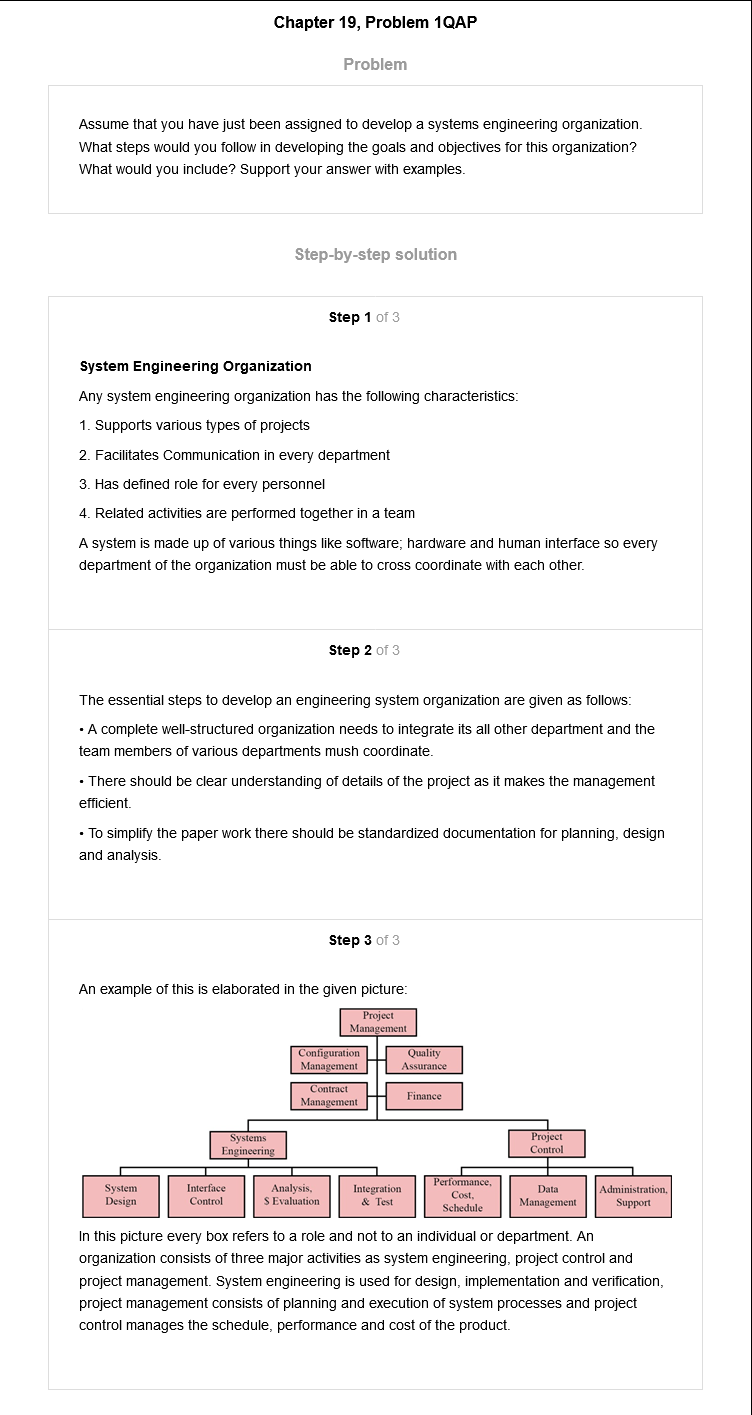 Chapter 19, Problem 1QAP
Problem
Assume that you have just been assigned to develop a systems engineering organization.
What steps would you follow in developing the goals and objectives for this organization?
What would you include? Support your answer with examples.
Step-by-step solution
Step 1 of 3
System Engineering Organization
Any system engineering organization has the following characteristics:
1. Supports various types of projects
2. Facilitates Communication in every department
3. Has defined role for every personnel
4. Related activities are performed together in a team
A system is made up of various things like software; hardware and human interface so every
department of the organization must be able to cross coordinate with each other.
Step 2 of 3
The essential steps to develop an engineering system organization are given as follows:
• A complete well-structured organization needs to integrate its all other department and the
team members of various departments mush coordinate.
• There should be clear understanding of details of the project as it makes the management
efficient.
• To simplify the paper work there should be standardized documentation for planning, design
and analysis.
Step 3 of 3
An example of this is elaborated in the given picture:
Project
Management
Configuration
Management
Quality
Assurance
Contract
Management
Finance
Systems
Engineering
Project
Control
System
Design
Interface
Control
Analysis,
$ Evaluation
Integration
& Test
Performance,
Cost,
Schedule
Data
Management
Administration,
Support
In this picture every box refers to a role and not to an individual or department. An
organization consists of three major activities as system engineering, project control and
project management. System engineering is used for design, implementation and verification,
project management consists of planning and execution of system processes and project
control manages the schedule, performance and cost of the product.